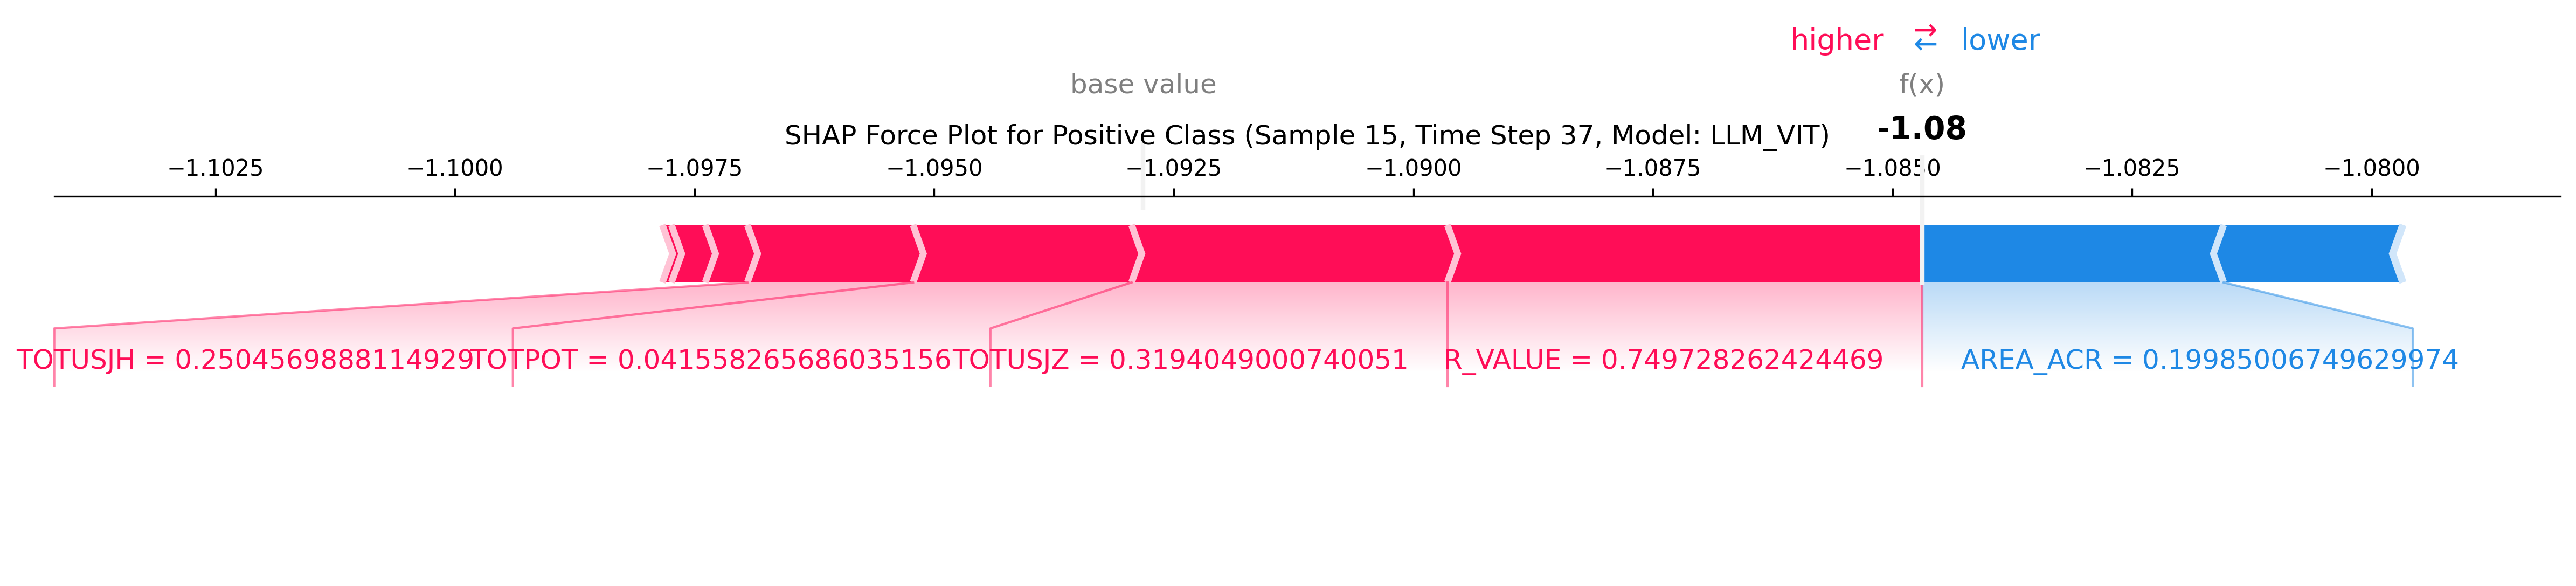 higher ⇄ lower
base value f(x)
SHAP Force Plot for Positive Class (Sample 15, Time Step 37, Model: LLM_VIT) -1.08
−1.1025 −1.1000 −1.0975 −1.0950 −1.0925 −1.0900 −1.0875 −1.0850 −1.0825 −1.0800
TOTUSJH = 0.2504569888114929 TOTPOT = 0.041558265686035156 TOTUSJZ = 0.3194049000740051 R_VALUE = 0.749728262424469 AREA_ACR = 0.19985006749629974